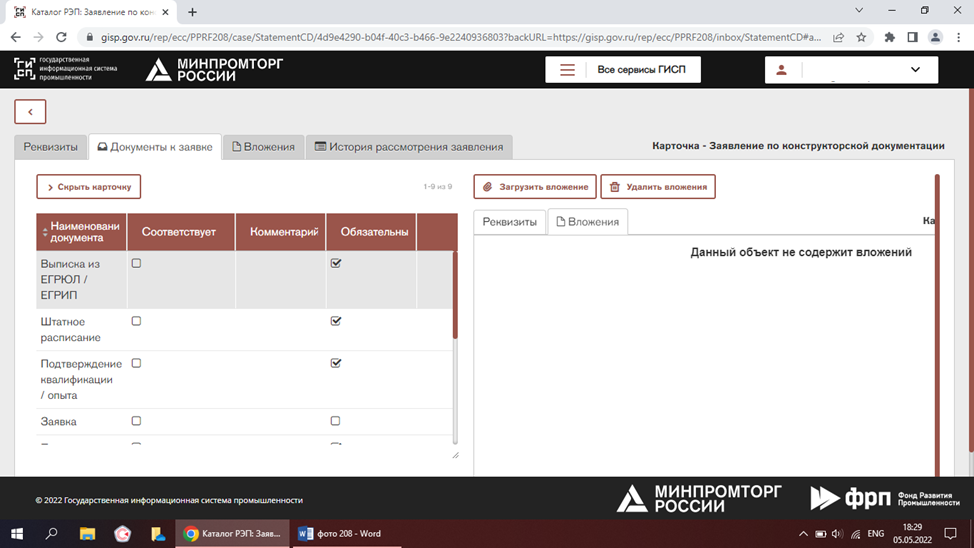 Каталог РЭП: Заявление по конс
gisp.gov.ru/rep/ecc/PPRF208/case/StatementCD/4d9e4290-b04f-40c3-b466-9e2240936803?backURL=https://gisp.gov.ru/rep/ecc/PPRF208/inbox/StatementCD#a...
ГИСП
государственная
информационная система
промышленности
МИНПРОМТОРГ
РОССИИ
Все сервисы ГИСП
Реквизиты
Документы к заявке
Вложения
История рассмотрения заявления
Карточка - Заявление по конструкторской документации
Скрыть карточку
1-9 из 9
Загрузить вложение
Удалить вложения
Наименовани
документа
Соответствует
Комментарий
Обязательны
Реквизиты
Вложения
Ка
Данный объект не содержит вложений
Выписка из
ЕГРЮЛ /
ЕГРИП
Штатное
расписание
Подтверждение
квалификации
/ опыта
Заявка
© 2022 Государственная информационная система промышленности
МИНПРОМТОРГ
РОССИИ
фрп
Фонд Развития
Промышленности
Каталог РЭП: Заяв...
фото 208 - Word
ENG
18:29
05.05.2022